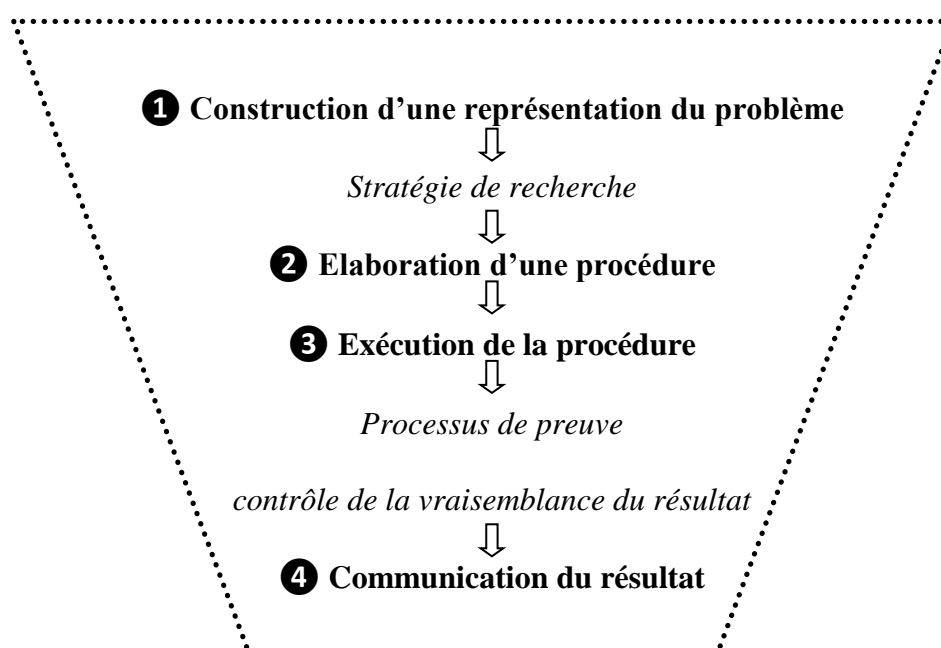 ❶ Construction d’une représentation du problème
Stratégie de recherche
❷ Elaboration d’une procédure
❸ Exécution de la procédure
Processus de preuve
contrôle de la vraisemblance du résultat
❹ Communication du résultat